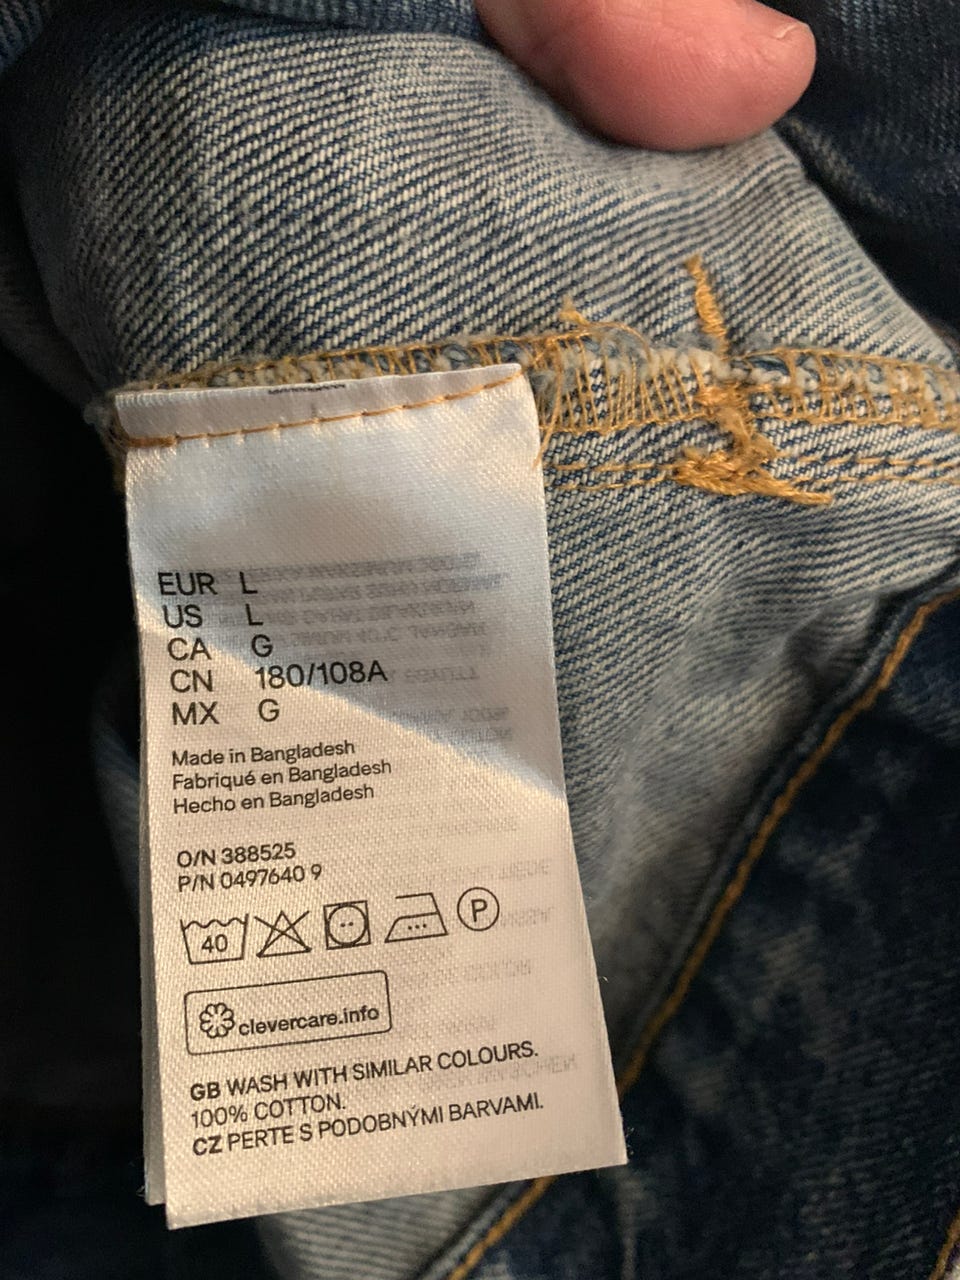 EUR L
US L
CA G
CN 180/108A
MX G
Made in Bangladesh
Fabriqué en Bangladesh
Hecho en Bangladesh
O/N 388525
P/N 0497640 9
40 P
clevercare.info
GB WASH WITH SIMILAR COLOURS.
100% COTTON.
CZ PERTE S PODOBNÝMI BARVAMI.